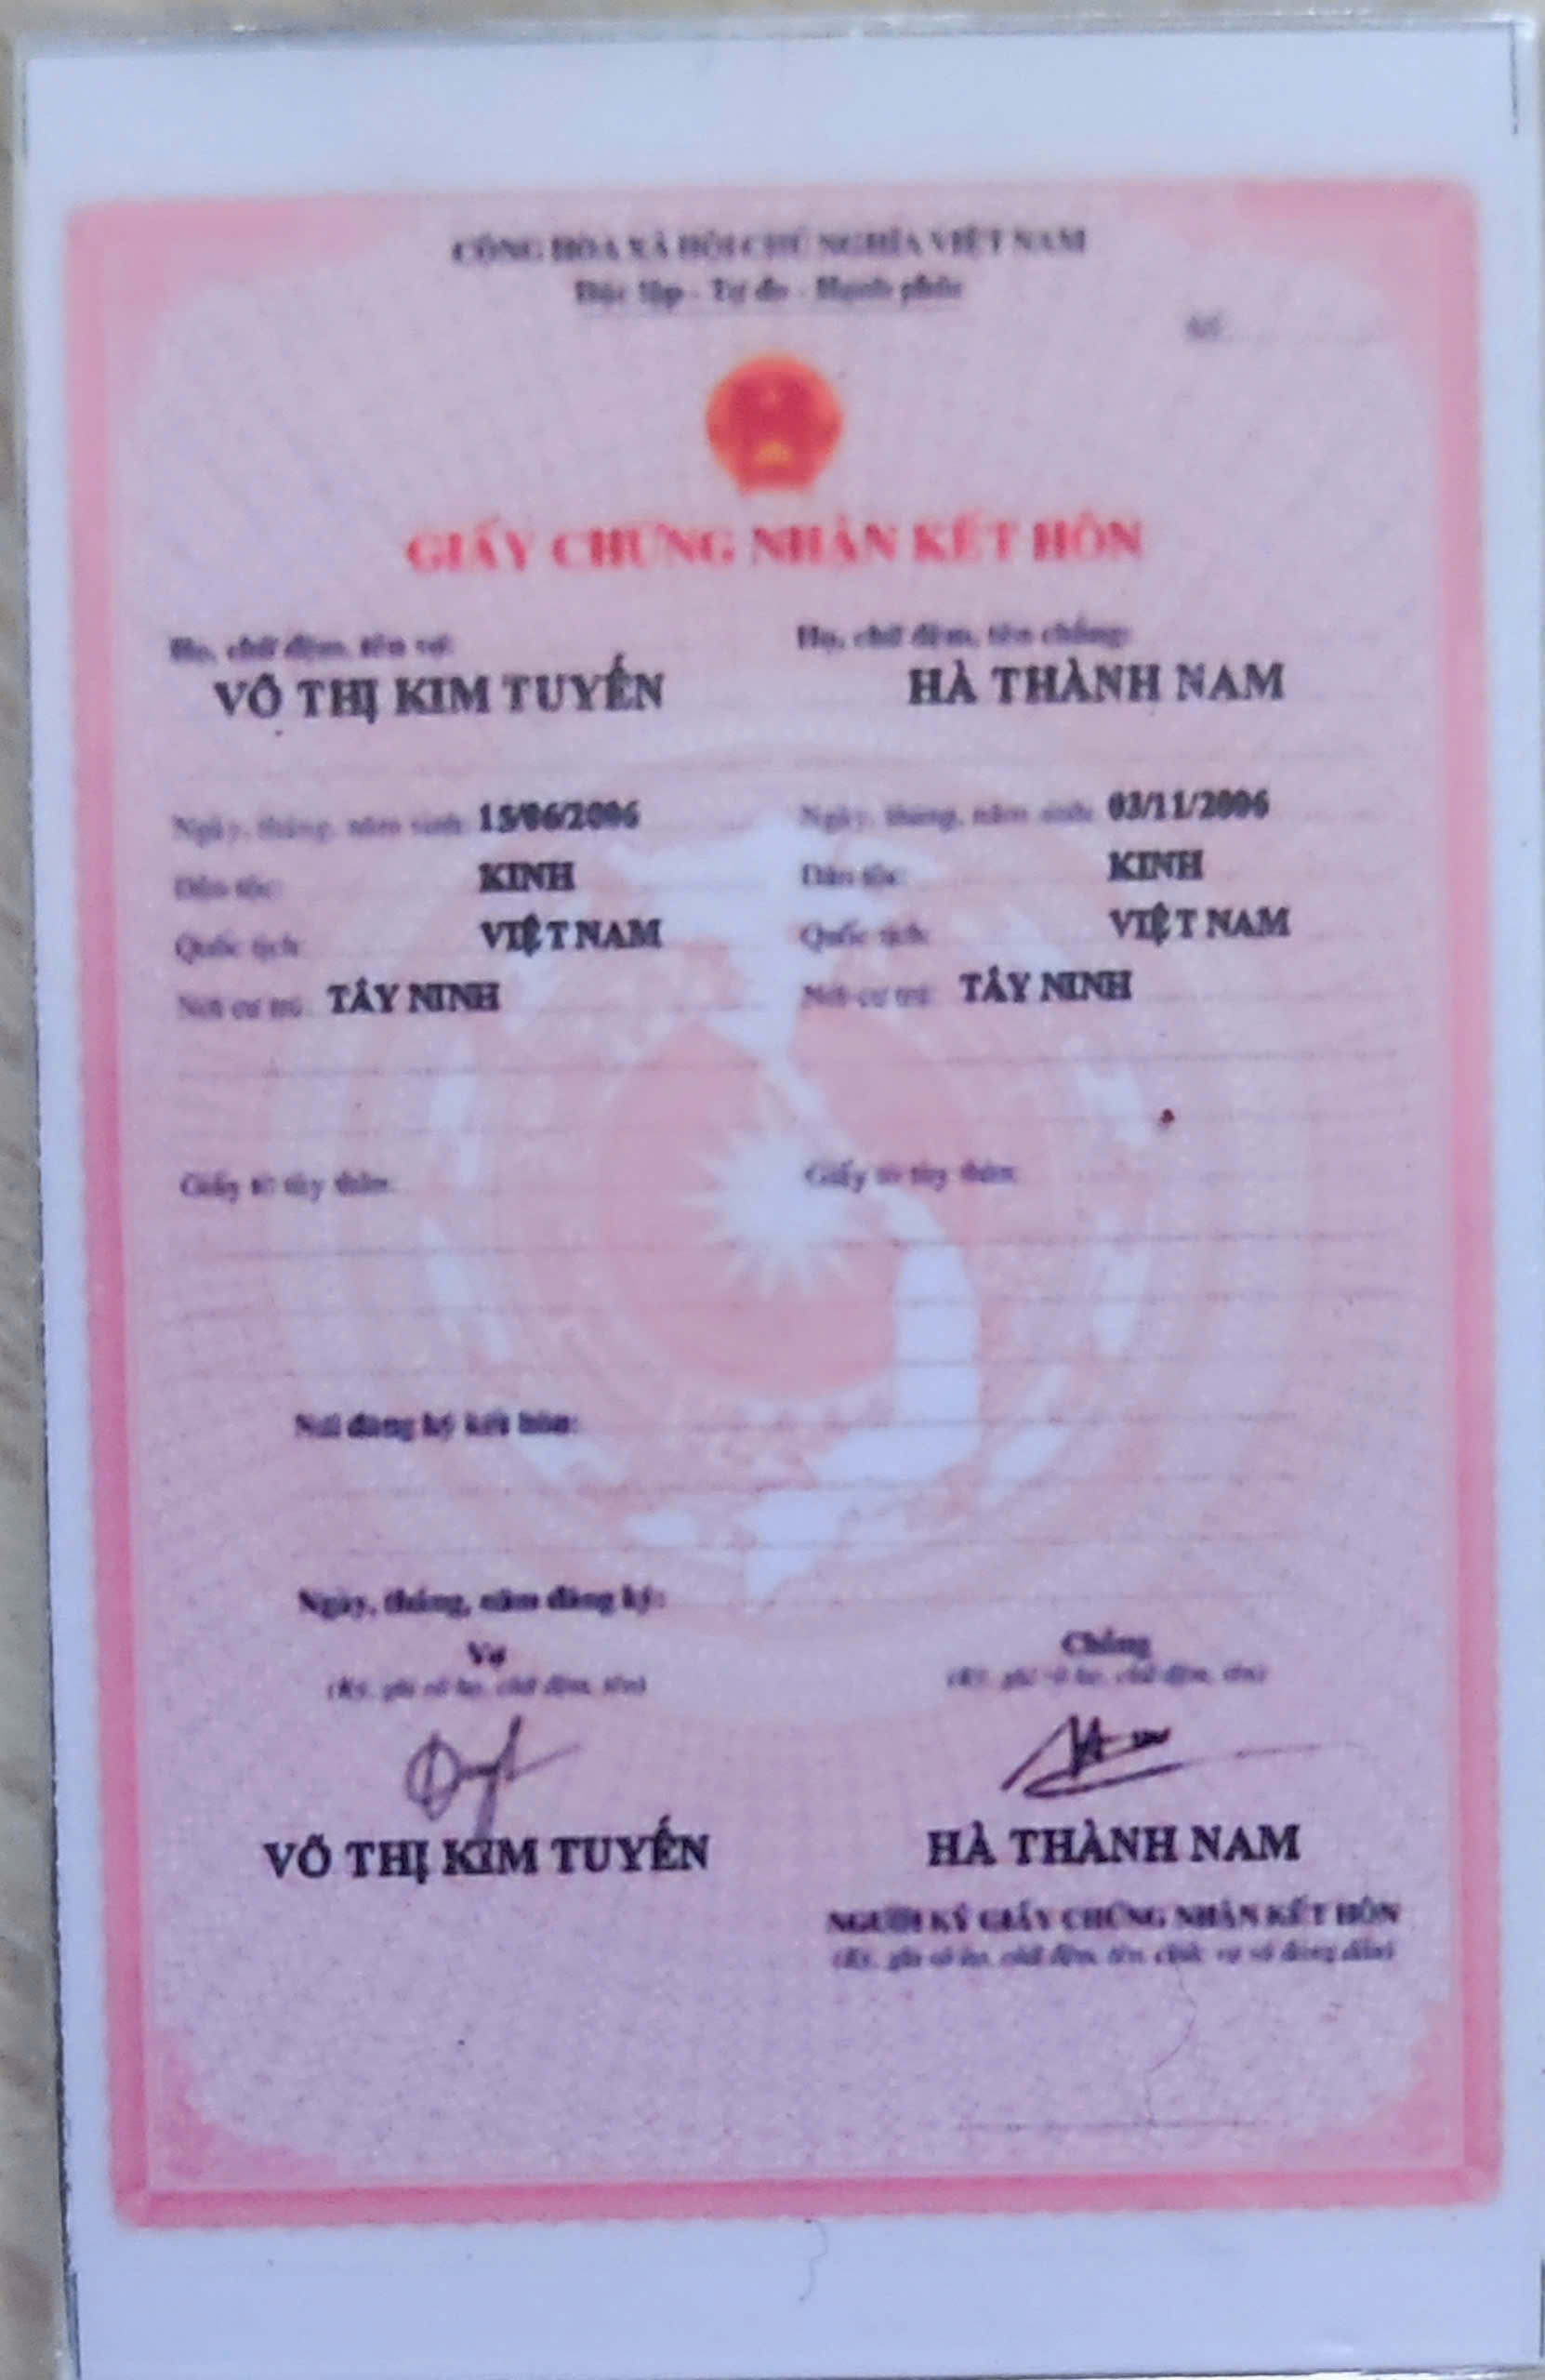 CỘNG HÒA XÃ HỘI CHỦ NGHĨA VIỆT NAM
Độc lập - Tự do - Hạnh phúc
Số:
GIẤY CHỨNG NHẬN KẾT HÔN
Họ, chữ đệm, tên vợ: Họ, chữ đệm, tên chồng:
VÕ THỊ KIM TUYẾN HÀ THÀNH NAM
Ngày, tháng, năm sinh: 15/06/2006 Ngày, tháng, năm sinh: 03/11/2006
Dân tộc: KINH Dân tộc: KINH
Quốc tịch: VIỆT NAM Quốc tịch: VIỆT NAM
Nơi cư trú: TÂY NINH Nơi cư trú: TÂY NINH
Giấy tờ tùy thân: Giấy tờ tùy thân:
Nơi đăng ký kết hôn:
Ngày, tháng, năm đăng ký:
Vợ Chồng
(Ký, ghi rõ họ, chữ đệm, tên) (Ký, ghi rõ họ, chữ đệm, tên)
VÕ THỊ KIM TUYẾN HÀ THÀNH NAM
NGƯỜI KÝ GIẤY CHỨNG NHẬN KẾT HÔN
(Ký, ghi rõ họ, chữ đệm, tên, chức vụ và đóng dấu)